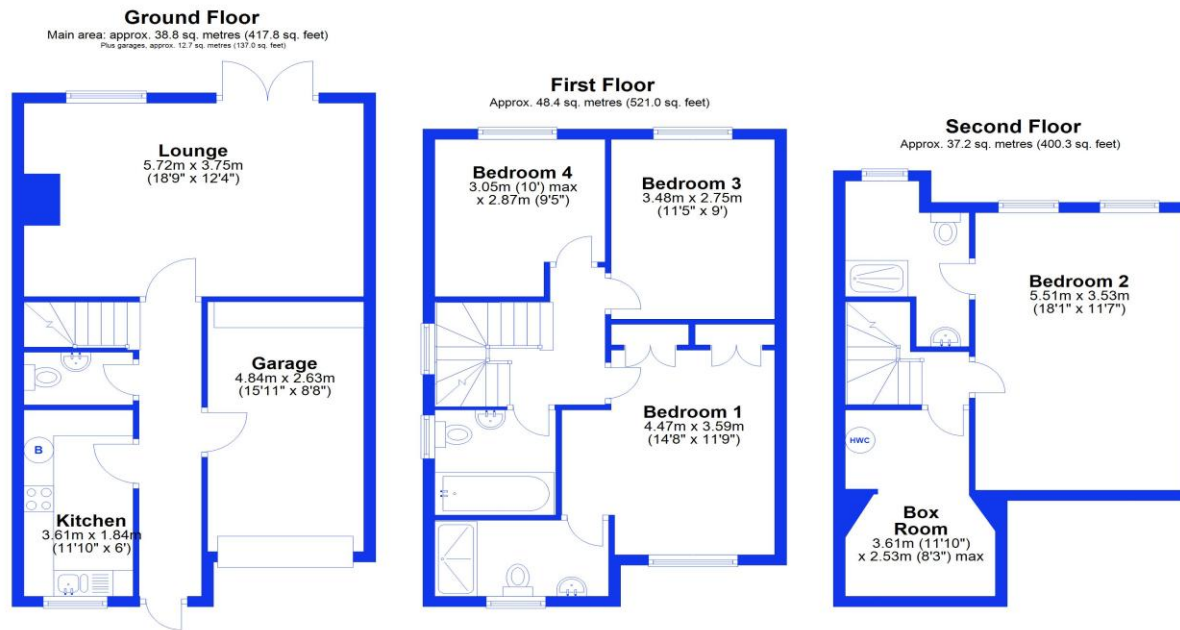 Ground Floor
Main area: approx. 38.8 sq. metres (417.8 sq. feet)
Plus garages, approx. 12.7 sq. metres (137.0 sq. feet)
Lounge
5.72m x 3.75m
(18'9" x 12'4")
Garage
4.84m x 2.63m
(15'11" x 8'8")
B
Kitchen
3.61m x 1.84m
(11'10" x 6')
First Floor
Approx. 48.4 sq. metres (521.0 sq. feet)
Bedroom 4
3.05m (10') max
x 2.87m (9'5")
Bedroom 3
3.48m x 2.75m
(11'5" x 9')
Bedroom 1
4.47m x 3.59m
(14'8" x 11'9")
Second Floor
Approx. 37.2 sq. metres (400.3 sq. feet)
Bedroom 2
5.51m x 3.53m
(18'1" x 11'7")
HWC
Box
Room
3.61m (11'10")
x 2.53m (8'3") max